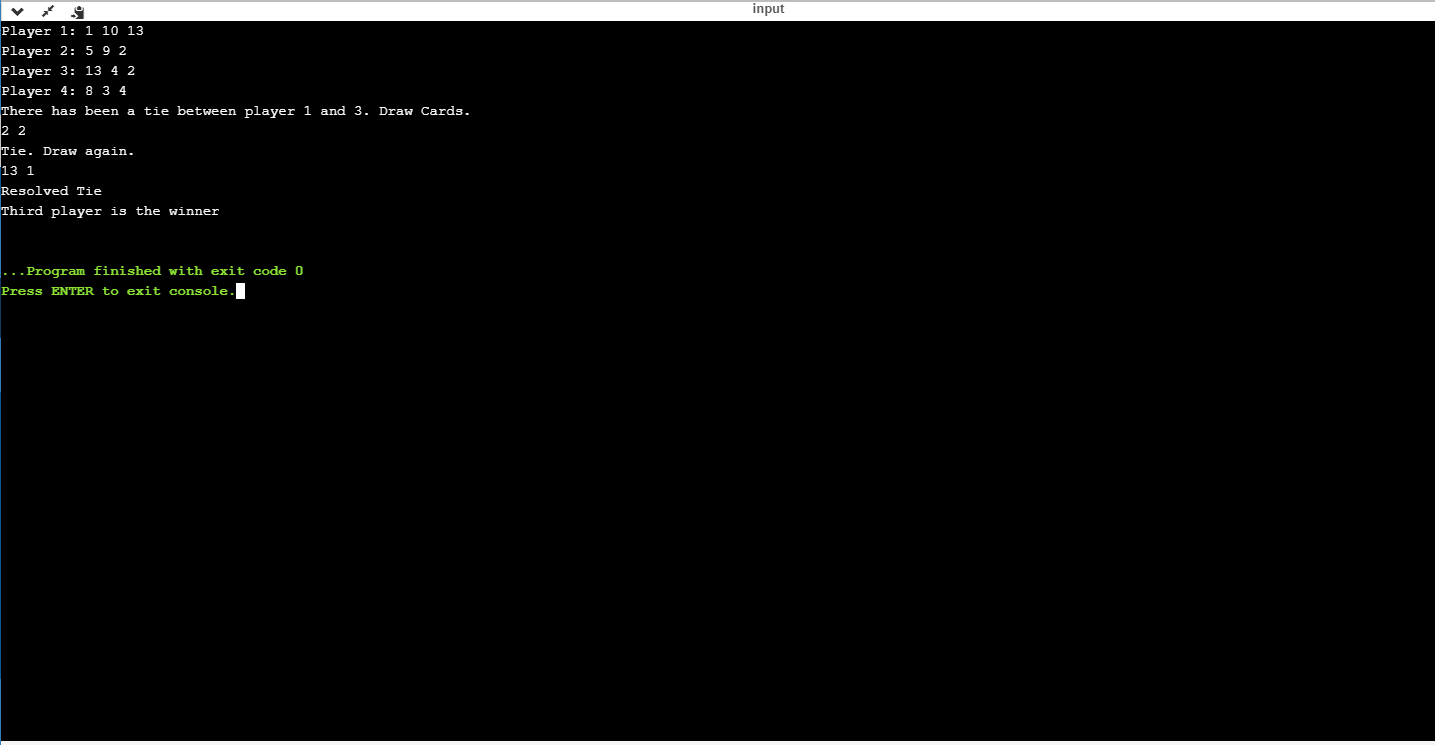 input
Player 1: 1 10 13
Player 2: 5 9 2
Player 3: 13 4 2
Player 4: 8 3 4
There has been a tie between player 1 and 3. Draw Cards.
2 2
Tie. Draw again.
13 1
Resolved Tie
Third player is the winner
...Program finished with exit code 0
Press ENTER to exit console.